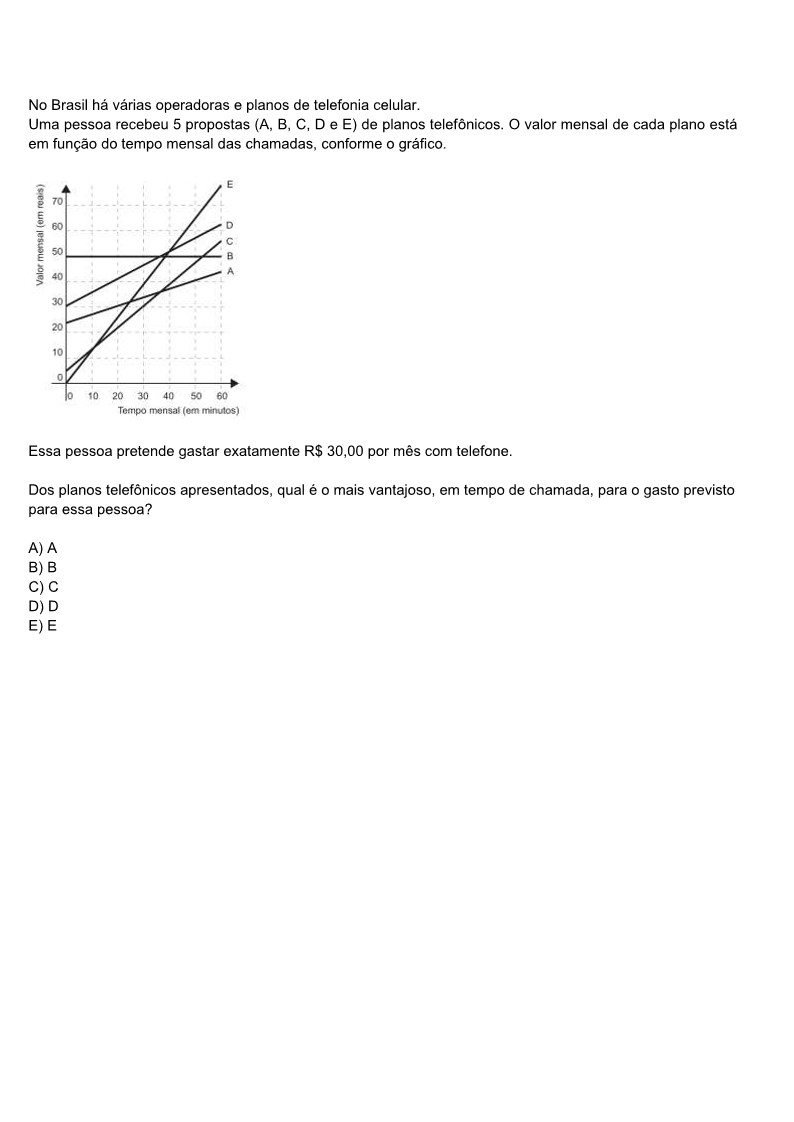 No Brasil há várias operadoras e planos de telefonia celular.
Uma pessoa recebeu 5 propostas (A, B, C, D e E) de planos telefônicos. O valor mensal de cada plano está
em função do tempo mensal das chamadas, conforme o gráfico.
Valor mensal (em reais)
70
60
50
40
30
20
10
0
E
D
C
B
A
0 10 20 30 40 50 60
Tempo mensal (em minutos)
Essa pessoa pretende gastar exatamente R$ 30,00 por mês com telefone.
Dos planos telefônicos apresentados, qual é o mais vantajoso, em tempo de chamada, para o gasto previsto
para essa pessoa?
A) A
B) B
C) C
D) D
E) E